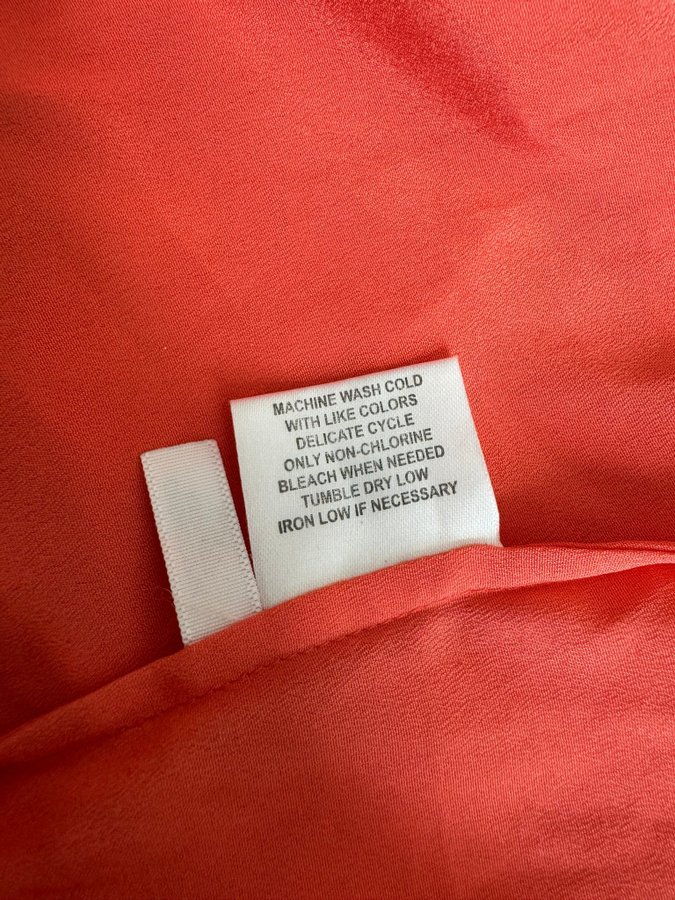 MACHINE WASH COLD
WITH LIKE COLORS
DELICATE CYCLE
ONLY NON-CHLORINE
BLEACH WHEN NEEDED
TUMBLE DRY LOW
IRON LOW IF NECESSARY